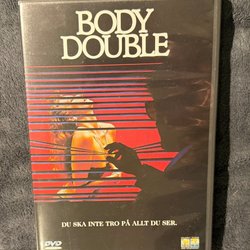 BODY
DOUBLE
DU SKA INTE TRO PÅ ALLT DU SER.
DVD